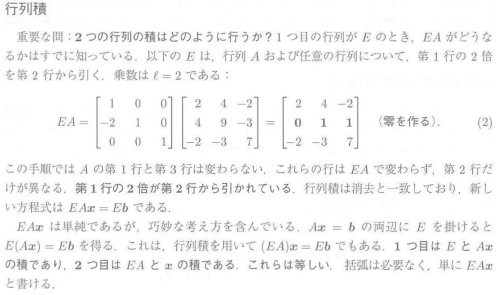 行列積
重要な問：2 つの行列の積はどのように行うか？1 つ目の行列が E のとき，EA がどうな
るかはすでに知っている．以下の E は，行列 A および任意の行列について，第 1 行の 2 倍
を第 2 行から引く．乗数は ℓ = 2 である：
EA = [1 0 0; −2 1 0; 0 0 1] [2 4 −2; 4 9 −3; −2 −3 7] = [2 4 −2; 0 1 1; −2 −3 7] （零を作る）． (2)
この手順では A の第 1 行と第 3 行は変わらない．これらの行は EA で変わらず，第 2 行だ
けが異なる．第 1 行の 2 倍が第 2 行から引かれている．行列積は消去と一致しており，新し
い方程式は EAx = Eb である．
EAx は単純であるが，巧妙な考え方を含んでいる．Ax = b の両辺に E を掛けると
E(Ax) = Eb を得る．これは，行列積を用いて (EA)x = Eb でもある．1 つ目は E と Ax
の積であり，2 つ目は EA と x の積である．これらは等しい．括弧は必要なく，単に EAx
と書ける．